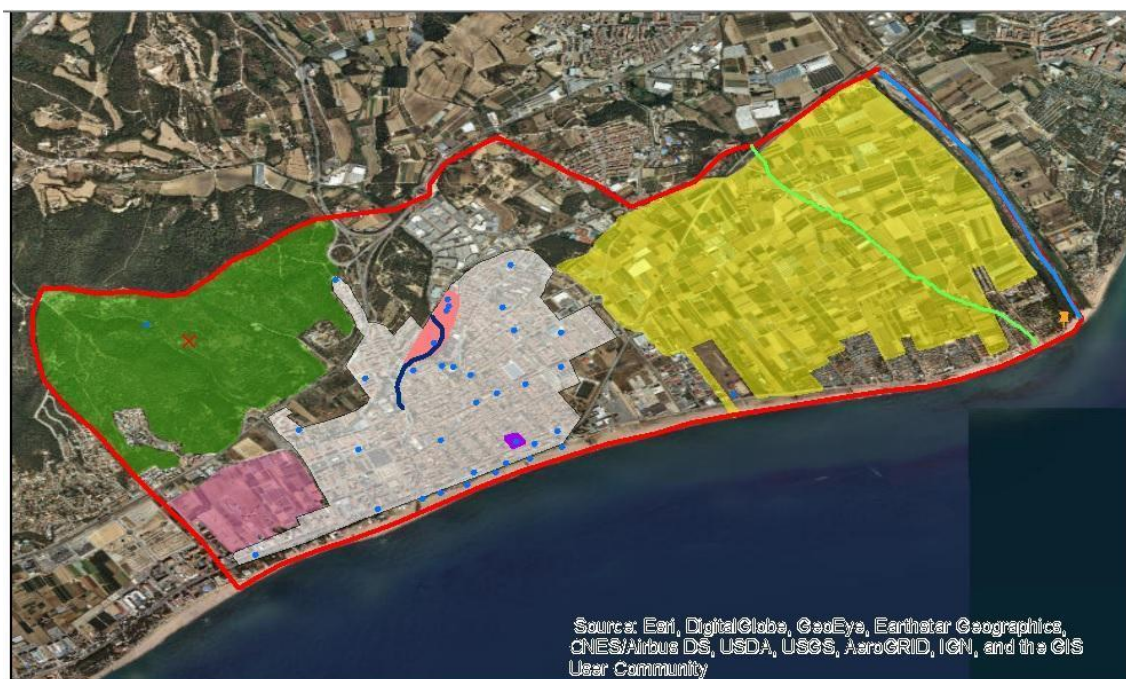 Source: Esri, DigitalGlobe, GeoEye, Earthstar Geographics,
CNES/Airbus DS, USDA, USGS, AeroGRID, IGN, and the GIS
User Community